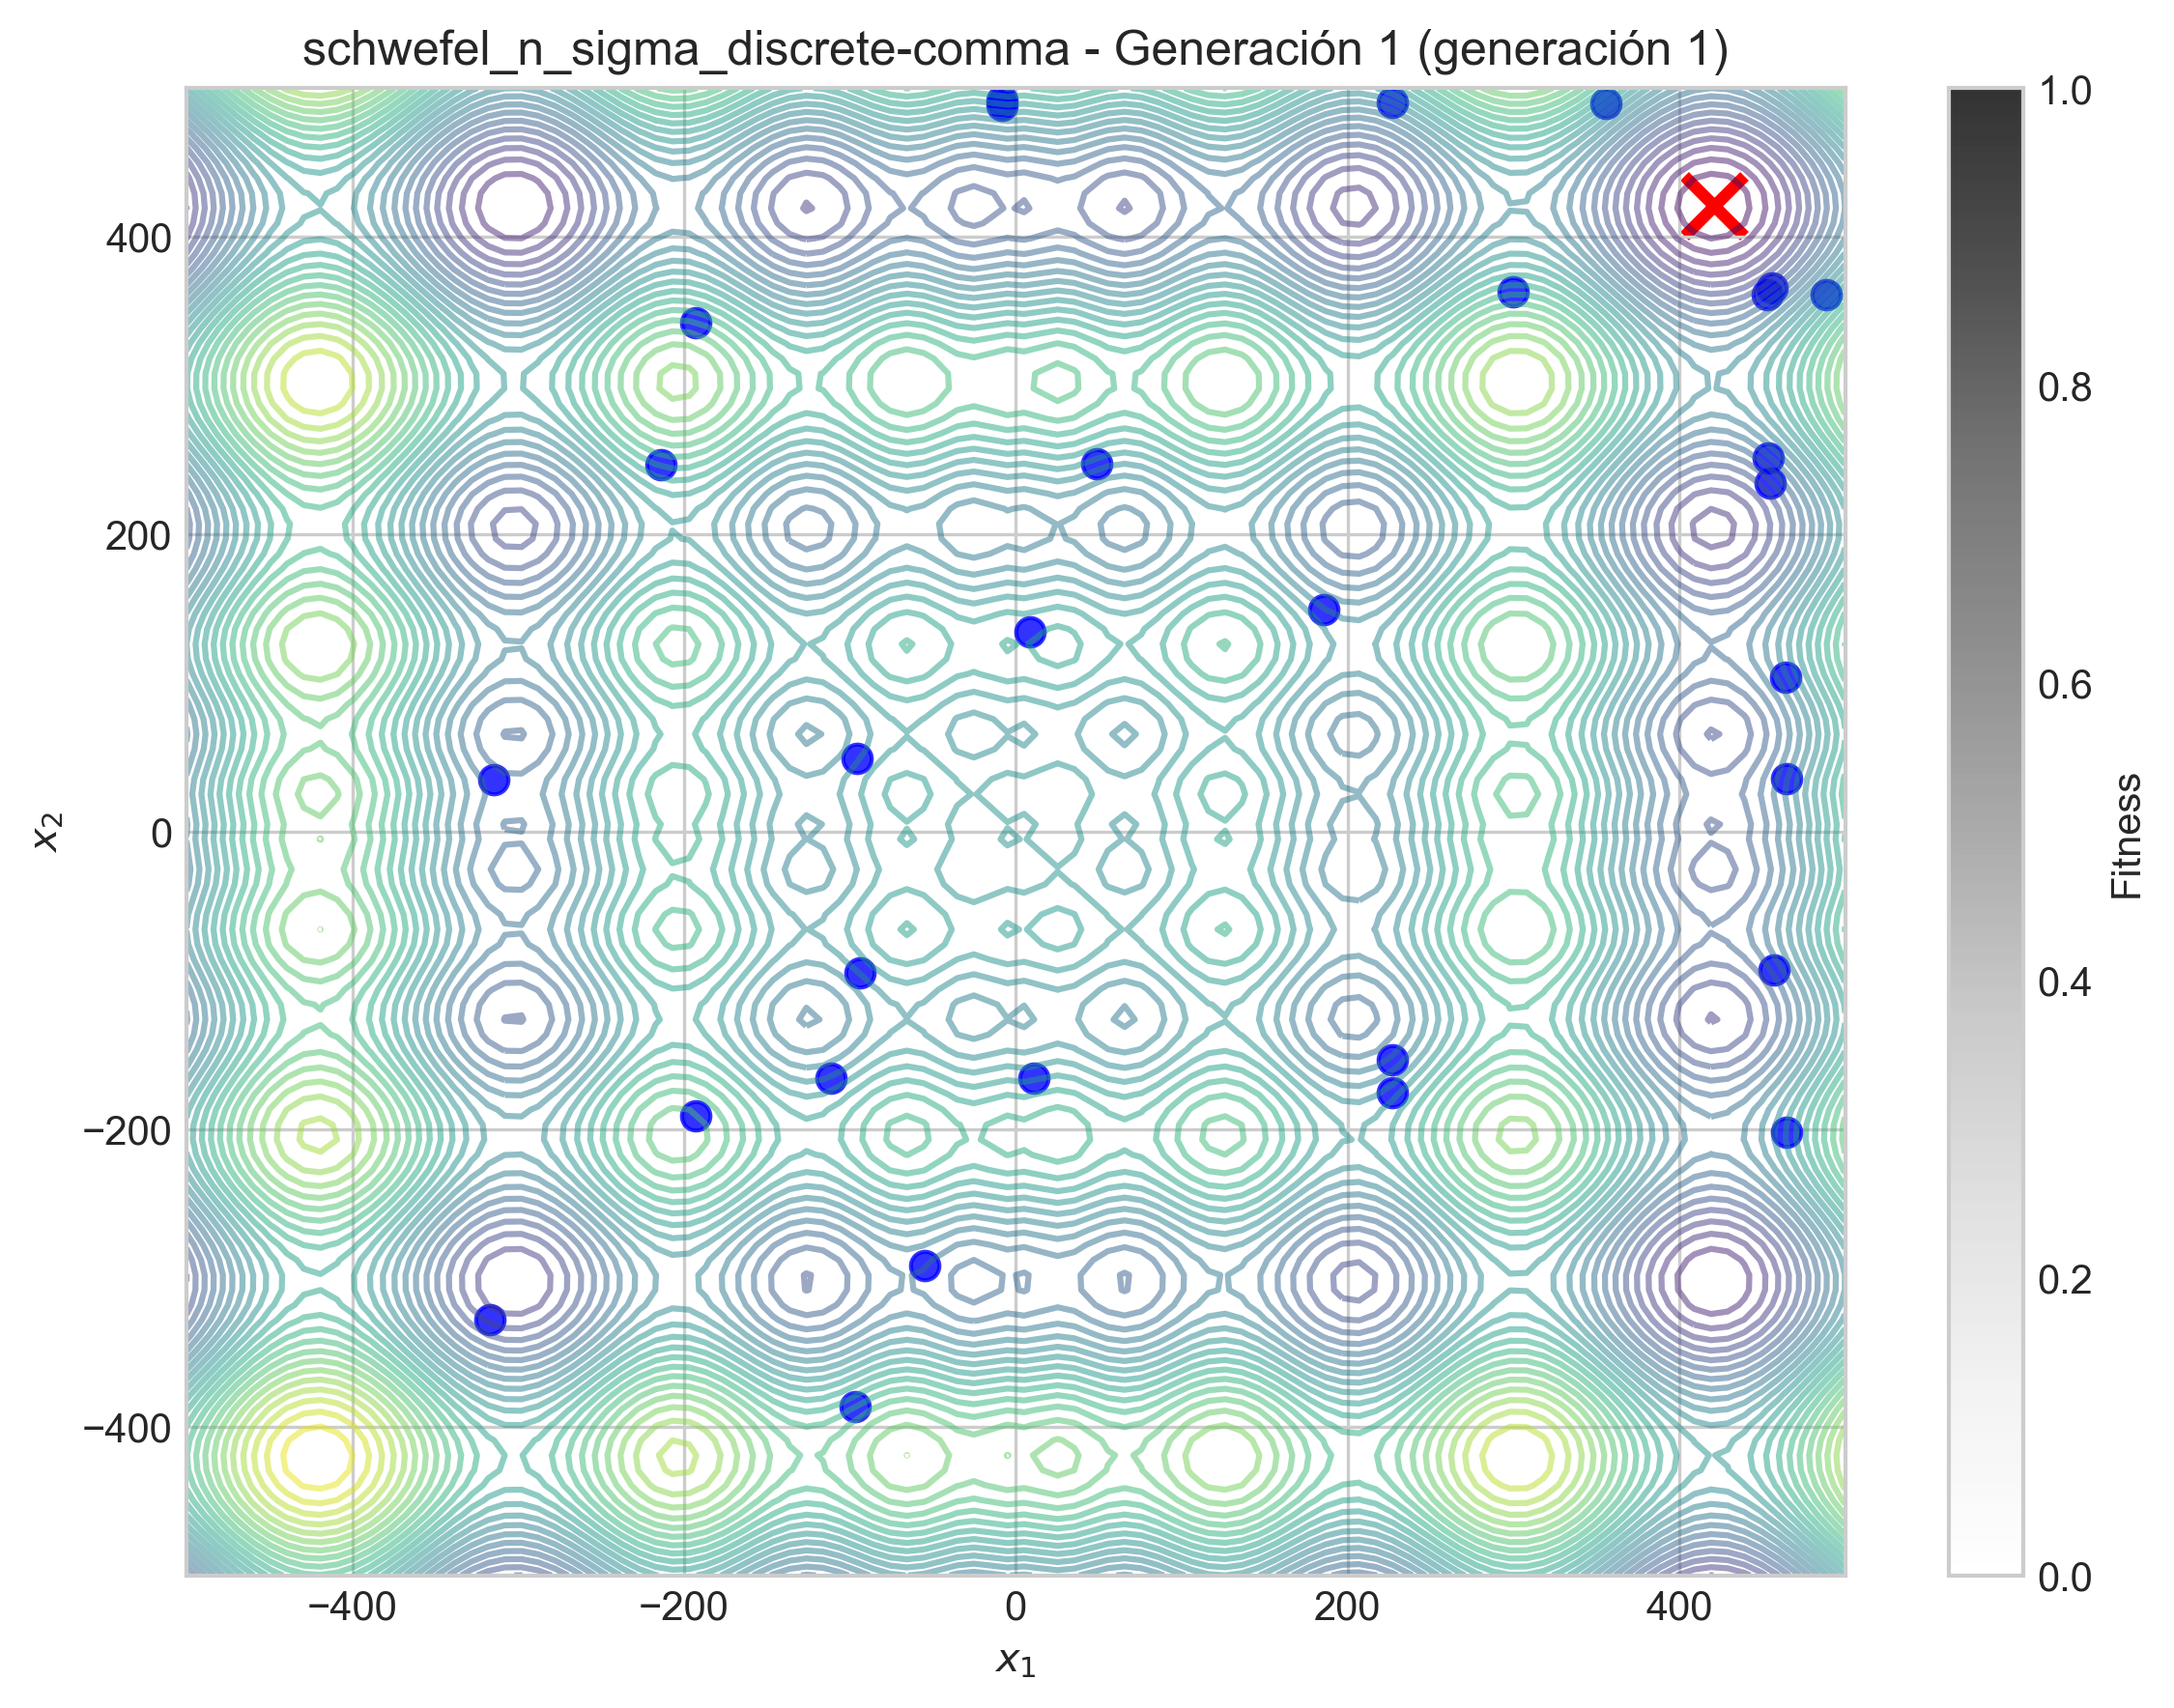 schwefel_n_sigma_discrete-comma - Generación 1 (generación 1)
400
200
0
−200
−400
x₂
−400 −200 0 200 400
x₁
1.0
0.8
0.6
0.4
0.2
0.0
Fitness